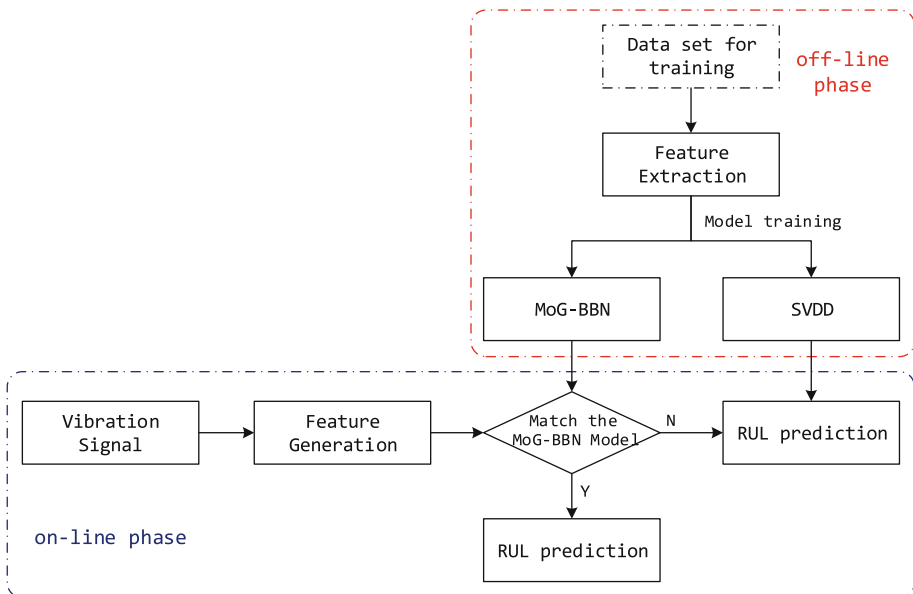 Data set for
training
off-line
phase
Feature
Extraction
Model training
MoG-BBN
SVDD
Vibration
Signal
Feature
Generation
Match the
MoG-BBN Model
N
RUL prediction
Y
RUL prediction
on-line phase